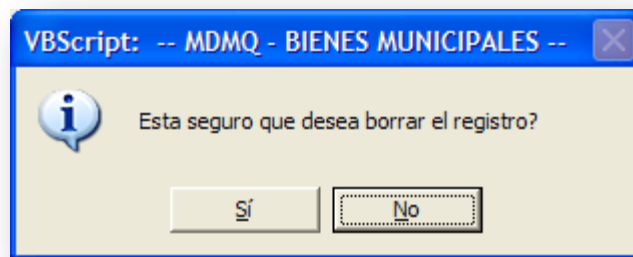 VBScript: -- MDMQ - BIENES MUNICIPALES --
Esta seguro que desea borrar el registro?
Sí
No